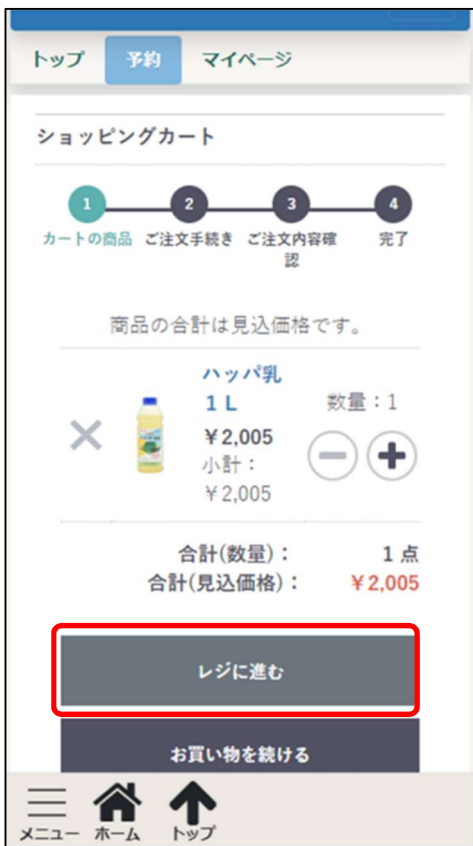 トップ 予約 マイページ
ショッピングカート
1 2 3 4
カートの商品 ご注文手続き ご注文内容確認 完了
商品の合計は見込価格です。
ハッパ乳
1L
数量：1
￥2,005
小計：
￥2,005
合計(数量)： 1点
合計(見込価格)： ￥2,005
レジに進む
お買い物を続ける
メニュー ホーム トップ